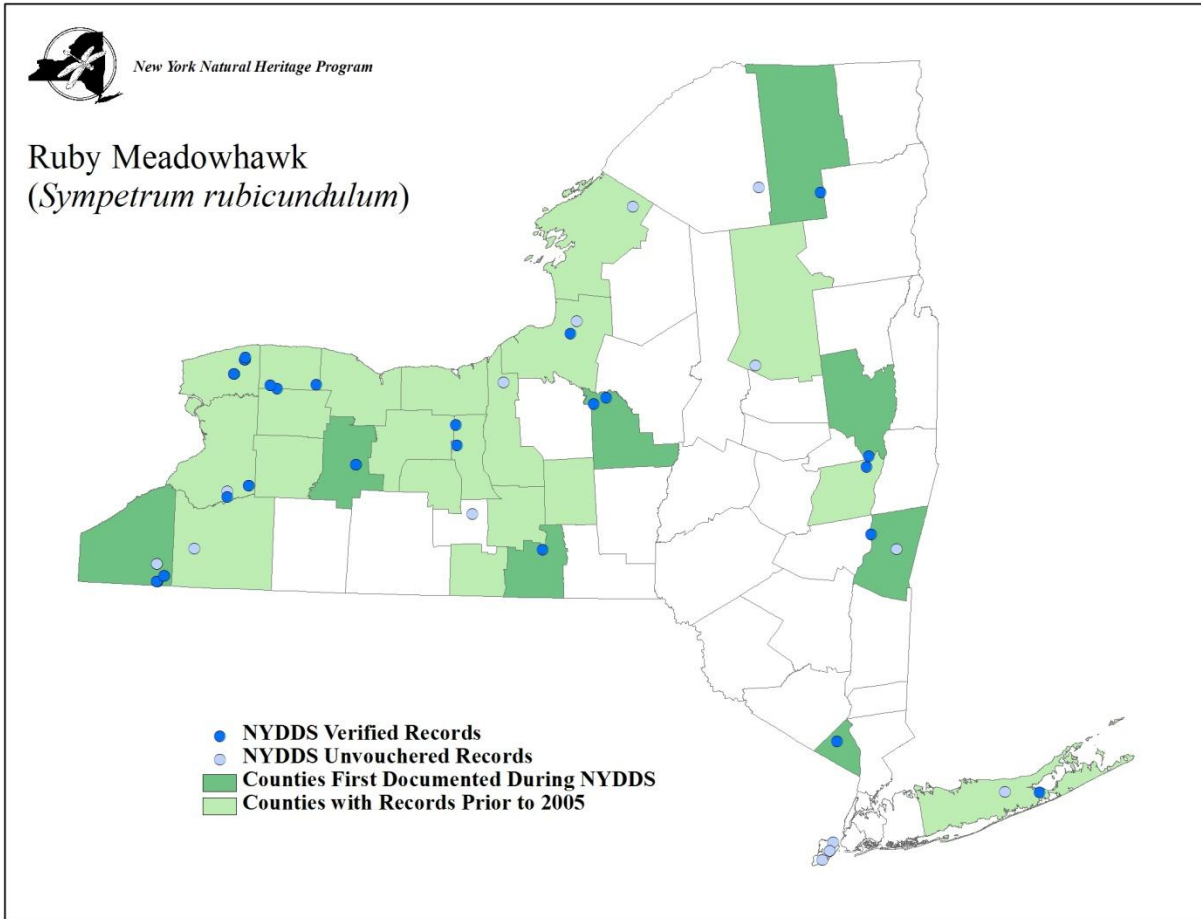 New York Natural Heritage Program
Ruby Meadowhawk
(Sympetrum rubicundulum)
NYDDS Verified Records
NYDDS Unvouchered Records
Counties First Documented During NYDDS
Counties with Records Prior to 2005